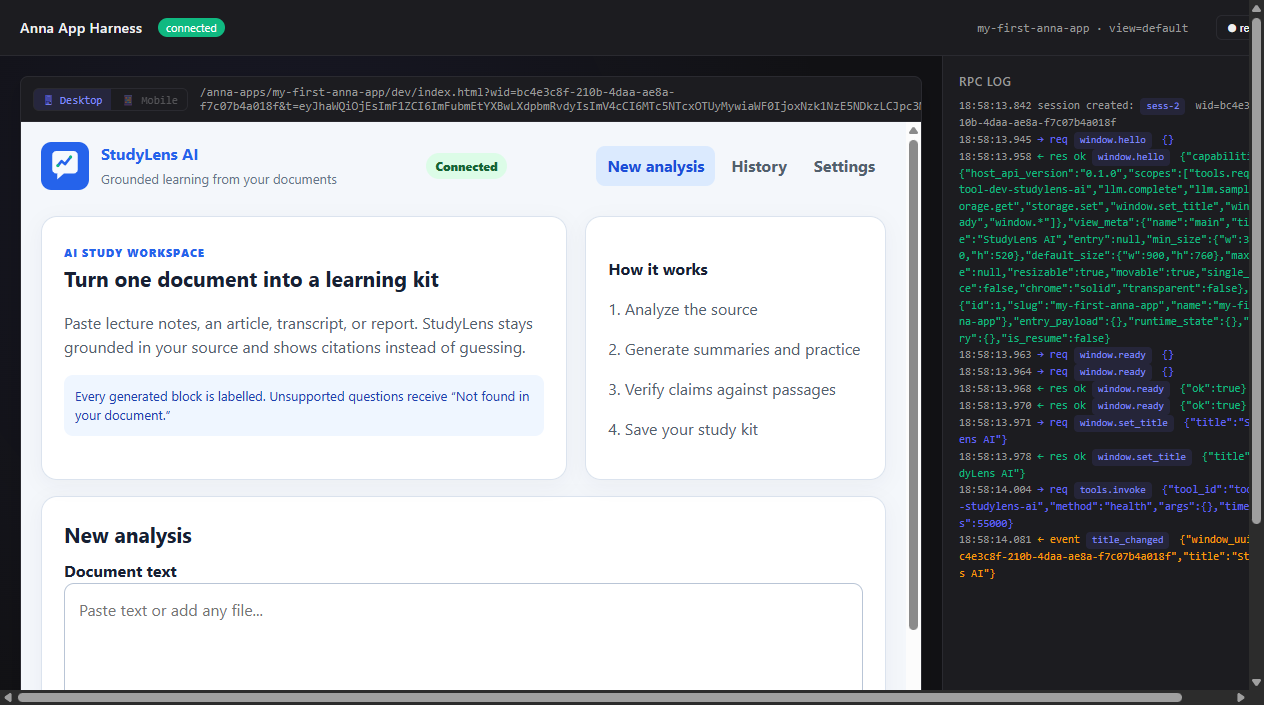 Anna App Harness
connected
my-first-anna-app · view=default
● re
Desktop
Mobile
/anna-apps/my-first-anna-app/dev/index.html?wid=bc4e3c8f-210b-4daa-ae8a-
f7c07b4a018f&t=
StudyLens AI
Grounded learning from your documents
Connected
New analysis
History
Settings
AI STUDY WORKSPACE
Turn one document into a learning kit
Paste lecture notes, an article, transcript, or report. StudyLens stays
grounded in your source and shows citations instead of guessing.
Every generated block is labelled. Unsupported questions receive “Not found in
your document.”
How it works
1. Analyze the source
2. Generate summaries and practice
3. Verify claims against passages
4. Save your study kit
New analysis
Document text
Paste text or add any file...
RPC LOG
18:58:13.842 session created: sess-2 wid=bc4e3
10b-4daa-ae8a-f7c07b4a018f
18:58:13.945 → req window.hello {}
18:58:13.958 ← res ok window.hello {"capabiliti
{"host_api_version":"0.1.0","scopes":["tools.req
tool-dev-studylens-ai","llm.complete","llm.sampl
orage.get","storage.set","window.set_title","win
ady","window.*"]},"view_meta":{"name":"main","ti
e":"StudyLens AI","entry":null,"min_size":{"w":3
0,"h":520},"default_size":{"w":900,"h":760},"max
e":null,"resizable":true,"movable":true,"single_
ce":false,"chrome":"solid","transparent":false},
{"id":1,"slug":"my-first-anna-app","name":"my-fi
na-app"},"entry_payload":{},"runtime_state":{},"
ry":{},"is_resume":false}
18:58:13.963 → req window.ready {}
18:58:13.964 → req window.ready {}
18:58:13.968 ← res ok window.ready {"ok":true}
18:58:13.970 ← res ok window.ready {"ok":true}
18:58:13.971 → req window.set_title {"title":"S
ens AI"}
18:58:13.978 ← res ok window.set_title {"title"
dyLens AI"}
18:58:14.004 → req tools.invoke {"tool_id":"too
-studylens-ai","method":"health","args":{},"time
s":55000}
18:58:14.081 ← event title_changed {"window_uui
c4e3c8f-210b-4daa-ae8a-f7c07b4a018f","title":"St
s AI"}